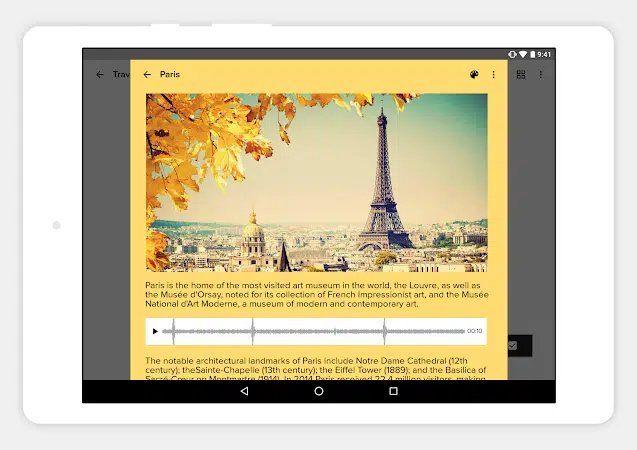 9:41
Trav
Paris
Paris is the home of the most visited art museum in the world, the Louvre, as well as
the Musée d'Orsay, noted for its collection of French Impressionist art, and the Musée
National d'Art Moderne, a museum of modern and contemporary art.
00:10
The notable architectural landmarks of Paris include Notre Dame Cathedral (12th
century); theSainte-Chapelle (13th century); the Eiffel Tower (1889); and the Basilica of
Sacré-Cœur on Montmartre (1914). In 2014 Paris received 22.4 million visitors, making